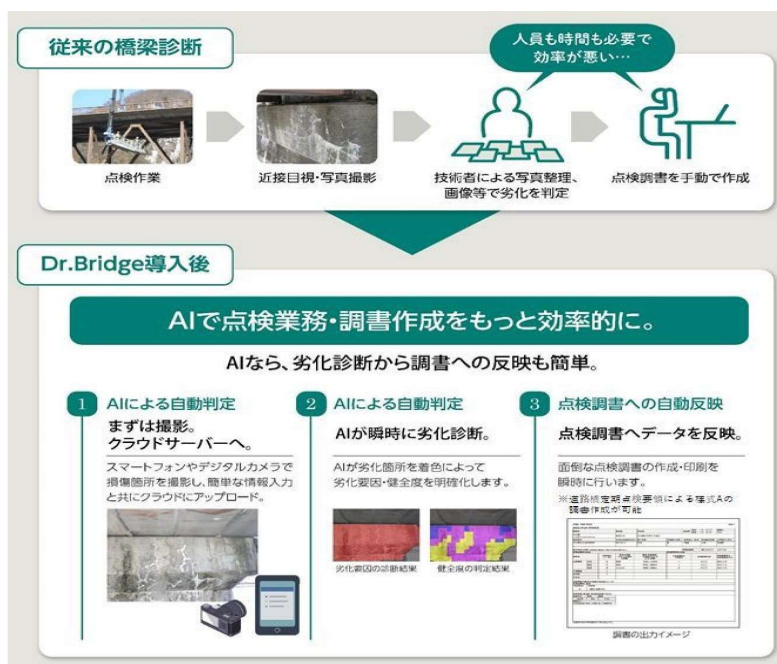 従来の橋梁診断
人員も時間も必要で
効率が悪い…
点検作業
近接目視・写真撮影
技術者による写真整理、
画像等で劣化を判定
点検調書を手動で作成
Dr.Bridge導入後
AIで点検業務・調書作成をもっと効率的に。
AIなら、劣化診断から調書への反映も簡単。
1 AIによる自動判定
まずは撮影。
クラウドサーバーへ。
スマートフォンやデジタルカメラで
損傷箇所を撮影し、簡単な情報入力
と共にクラウドにアップロード。
2 AIによる自動判定
AIが瞬時に劣化診断。
AIが劣化箇所を着色によって
劣化要因・健全度を明確化します。
劣化要因の診断結果
健全度の判定結果
3 点検調書への自動反映
点検調書へデータを反映。
面倒な点検調書の作成・印刷を
瞬時に行います。
※道路橋定期点検要領による様式Aの
調書作成が可能
調書の出力イメージ